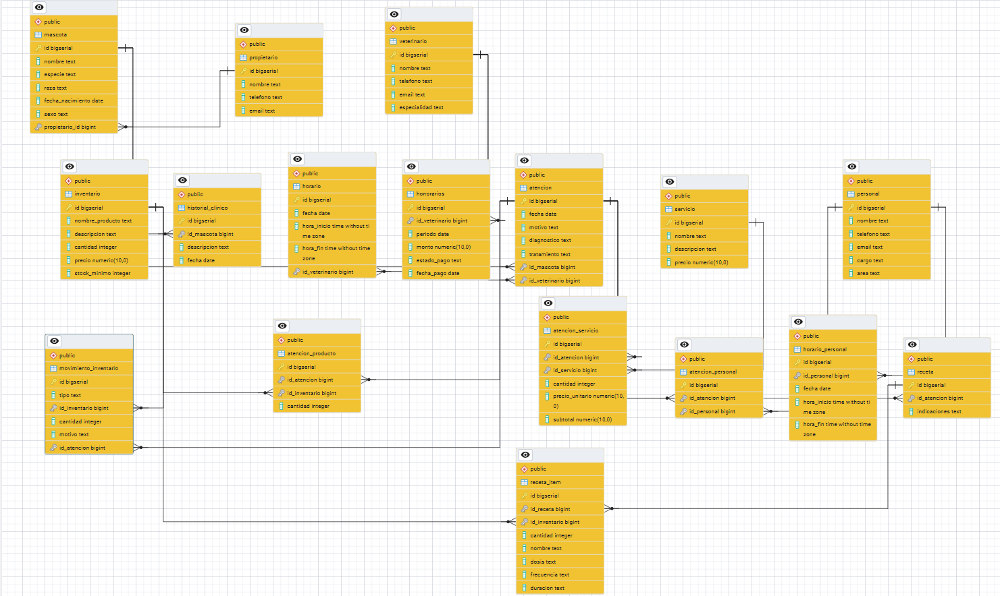 public
mascota
id bigserial
nombre text
especie text
raza text
fecha_nacimiento date
sexo text
propietario_id bigint
public
propietario
id bigserial
nombre text
telefono text
email text
public
veterinario
id bigserial
nombre text
telefono text
email text
especialidad text
public
inventario
id bigserial
nombre_producto text
descripcion text
cantidad integer
precio numeric(10,0)
stock_minimo integer
public
historial_clinico
id bigserial
id_mascota bigint
descripcion text
fecha date
public
horario
id bigserial
fecha date
hora_inicio time without ti
me zone
hora_fin time without time
zone
id_veterinario bigint
public
honorarios
id bigserial
id_veterinario bigint
periodo date
monto numeric(10,0)
estado_pago text
fecha_pago date
public
atencion
id bigserial
fecha date
motivo text
diagnostico text
tratamiento text
id_mascota bigint
id_veterinario bigint
public
servicio
id bigserial
nombre text
descripcion text
precio numeric(10,0)
public
personal
id bigserial
nombre text
telefono text
email text
cargo text
area text
public
movimiento_inventario
id bigserial
tipo text
id_inventario bigint
cantidad integer
motivo text
id_atencion bigint
public
atencion_producto
id bigserial
id_atencion bigint
id_inventario bigint
cantidad integer
public
atencion_servicio
id bigserial
id_atencion bigint
id_servicio bigint
cantidad integer
precio_unitario numeric(10,
0)
subtotal numeric(10,0)
public
atencion_personal
id bigserial
id_atencion bigint
id_personal bigint
public
horario_personal
id bigserial
id_personal bigint
fecha date
hora_inicio time without ti
me zone
hora_fin time without time
zone
public
receta
id bigserial
id_atencion bigint
indicaciones text
public
receta_item
id bigserial
id_receta bigint
id_inventario bigint
cantidad integer
nombre text
dosis text
frecuencia text
duracion text